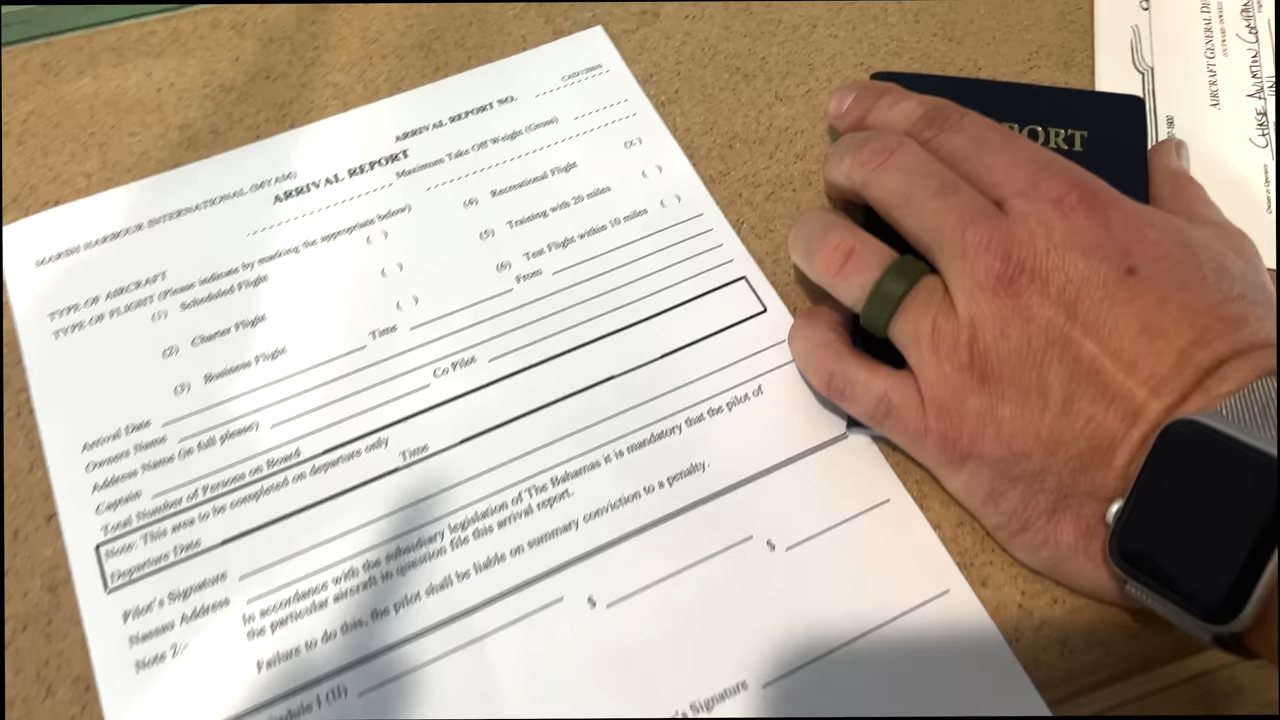 ARRIVAL REPORT NO.
MARSH HARBOUR INTERNATIONAL (MYAM)
ARRIVAL REPORT
Maximum Take Off Weight (Gross)
TYPE OF AIRCRAFT
TYPE OF FLIGHT (Please indicate by marking the appropriate below)
(1) Scheduled Flight ( )
(4) Recreational Flight (X)
(2) Charter Flight ( )
(5) Training with 20 miles ( )
(3) Business Flight ( )
(6) Test Flight within 10 miles ( )
Arrival Date Time From
Owners Name
Address Name (in full please)
Captain Co Pilot
Total Number of Persons on Board
Note: This area to be completed on departure only
Departure Date Time
Pilot's Signature
Nassau Address
Note 2/- In accordance with the subsidiary legislation of The Bahamas it is mandatory that the pilot of
the particular aircraft in question file this arrival report.
Failure to do this, the pilot shall be liable on summary conviction to a penalty.
$
(II) $
's Signature
PORT
AIRCRAFT GENERAL
OUTWARD/INWARD
Owner or Operator CHASE AVIATION COMPAN